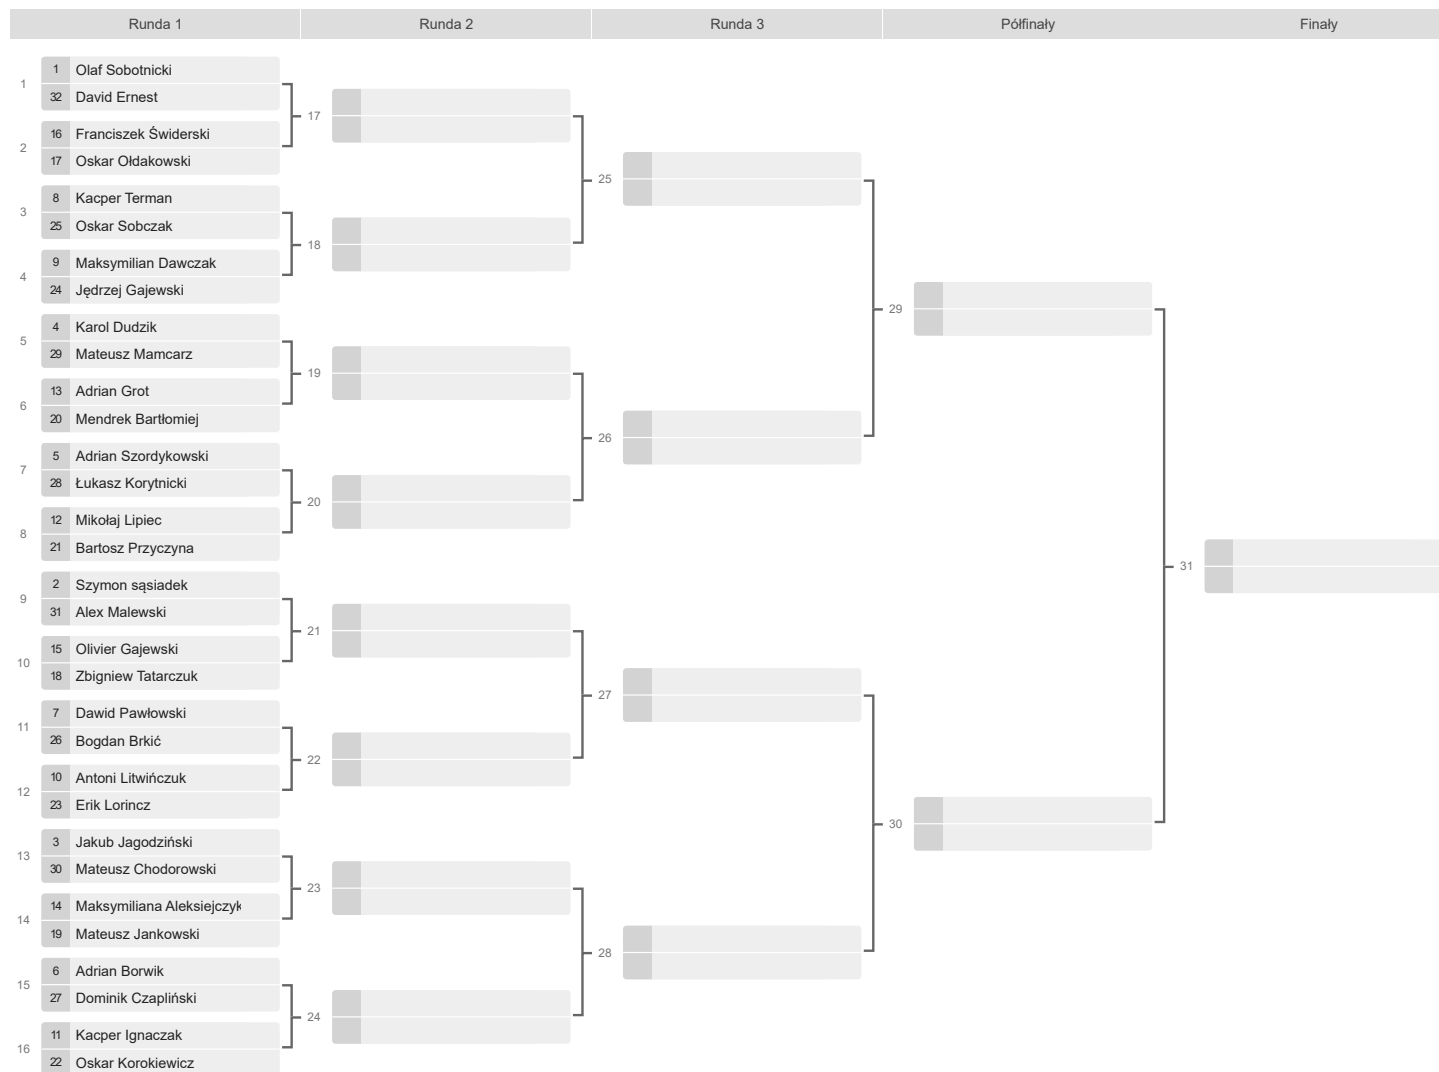 Runda 1 Runda 2 Runda 3 Półfinały Finały
1
1 Olaf Sobotnicki
32 David Ernest
2
16 Franciszek Świderski
17 Oskar Ołdakowski
3
8 Kacper Terman
25 Oskar Sobczak
4
9 Maksymilian Dawczak
24 Jędrzej Gajewski
5
4 Karol Dudzik
29 Mateusz Mamcarz
6
13 Adrian Grot
20 Mendrek Bartłomiej
7
5 Adrian Szordykowski
28 Łukasz Korytnicki
8
12 Mikołaj Lipiec
21 Bartosz Przyczyna
9
2 Szymon sąsiadek
31 Alex Malewski
10
15 Olivier Gajewski
18 Zbigniew Tatarczuk
11
7 Dawid Pawłowski
26 Bogdan Brkić
12
10 Antoni Litwińczuk
23 Erik Lorincz
13
3 Jakub Jagodziński
30 Mateusz Chodorowski
14
14 Maksymiliana Aleksiejczyk
19 Mateusz Jankowski
15
6 Adrian Borwik
27 Dominik Czapliński
16
11 Kacper Ignaczak
22 Oskar Korokiewicz
17
18
19
20
21
22
23
24
25
26
27
28
29
30
31